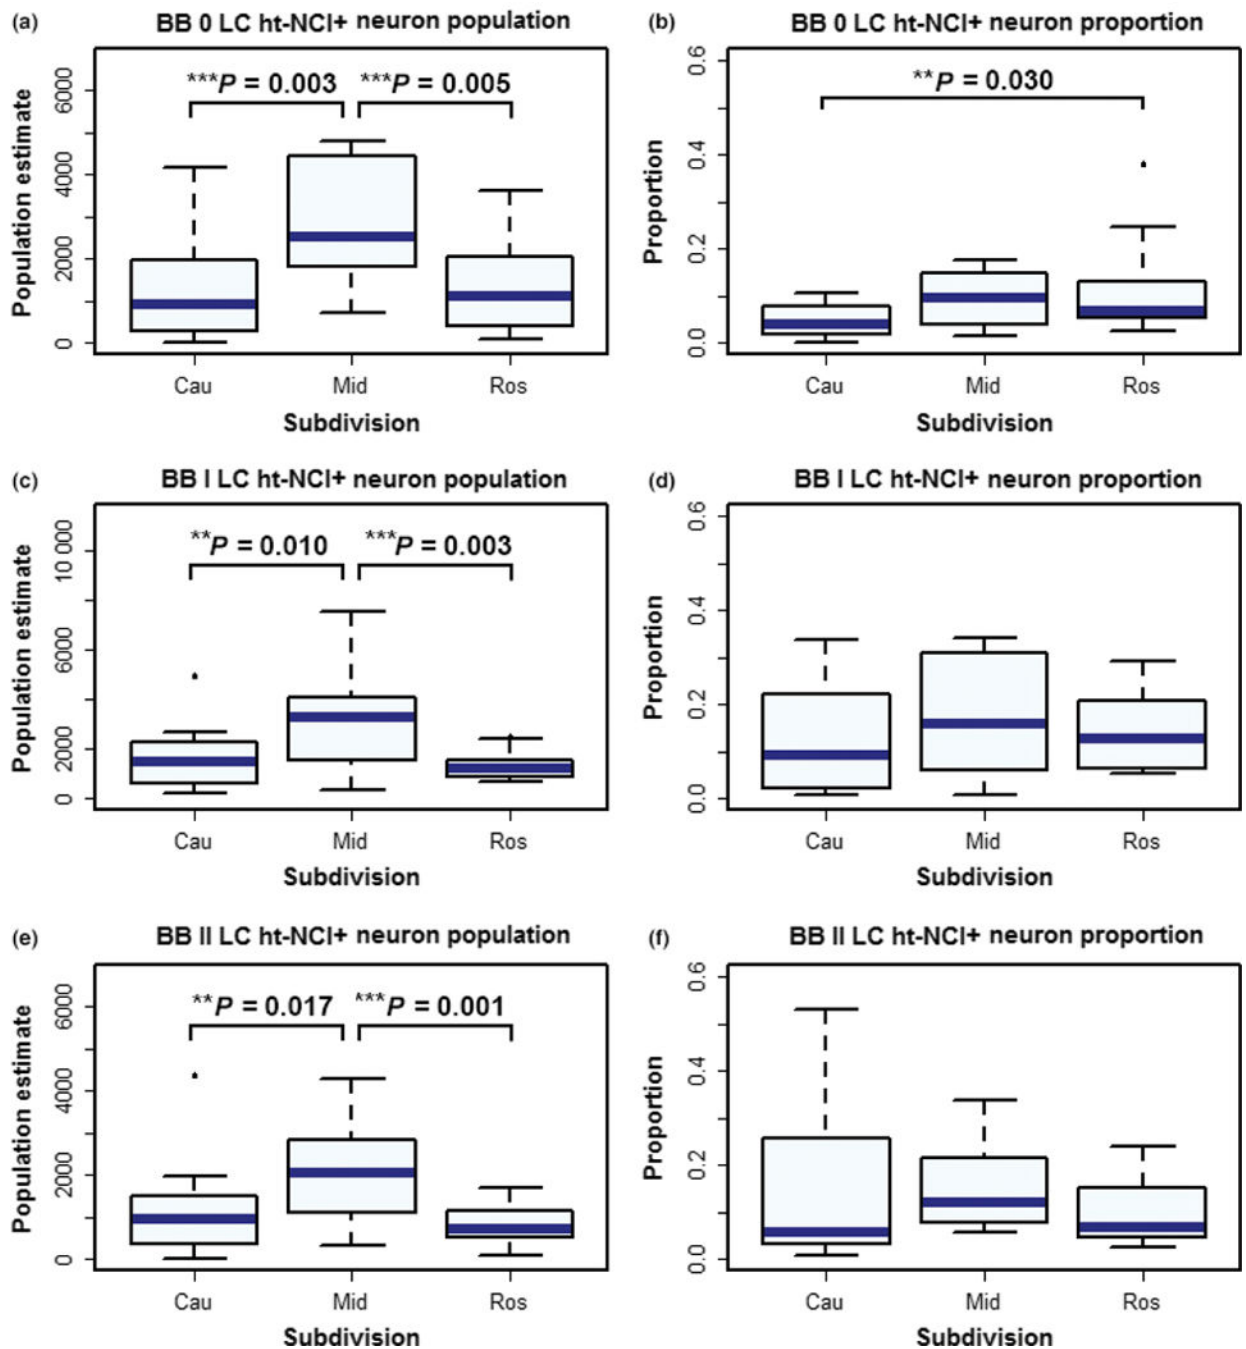 (a) BB 0 LC ht-NCI+ neuron population
Population estimate
6000
4000
2000
0
***P = 0.003 ***P = 0.005
Cau Mid Ros
Subdivision
(b) BB 0 LC ht-NCI+ neuron proportion
Proportion
0.6
0.4
0.2
0.0
**P = 0.030
Cau Mid Ros
Subdivision
(c) BB I LC ht-NCI+ neuron population
Population estimate
10 000
6000
2000
0
**P = 0.010 ***P = 0.003
Cau Mid Ros
Subdivision
(d) BB I LC ht-NCI+ neuron proportion
Proportion
0.6
0.4
0.2
0.0
Cau Mid Ros
Subdivision
(e) BB II LC ht-NCI+ neuron population
Population estimate
6000
4000
2000
0
**P = 0.017 ***P = 0.001
Cau Mid Ros
Subdivision
(f) BB II LC ht-NCI+ neuron proportion
Proportion
0.6
0.4
0.2
0.0
Cau Mid Ros
Subdivision